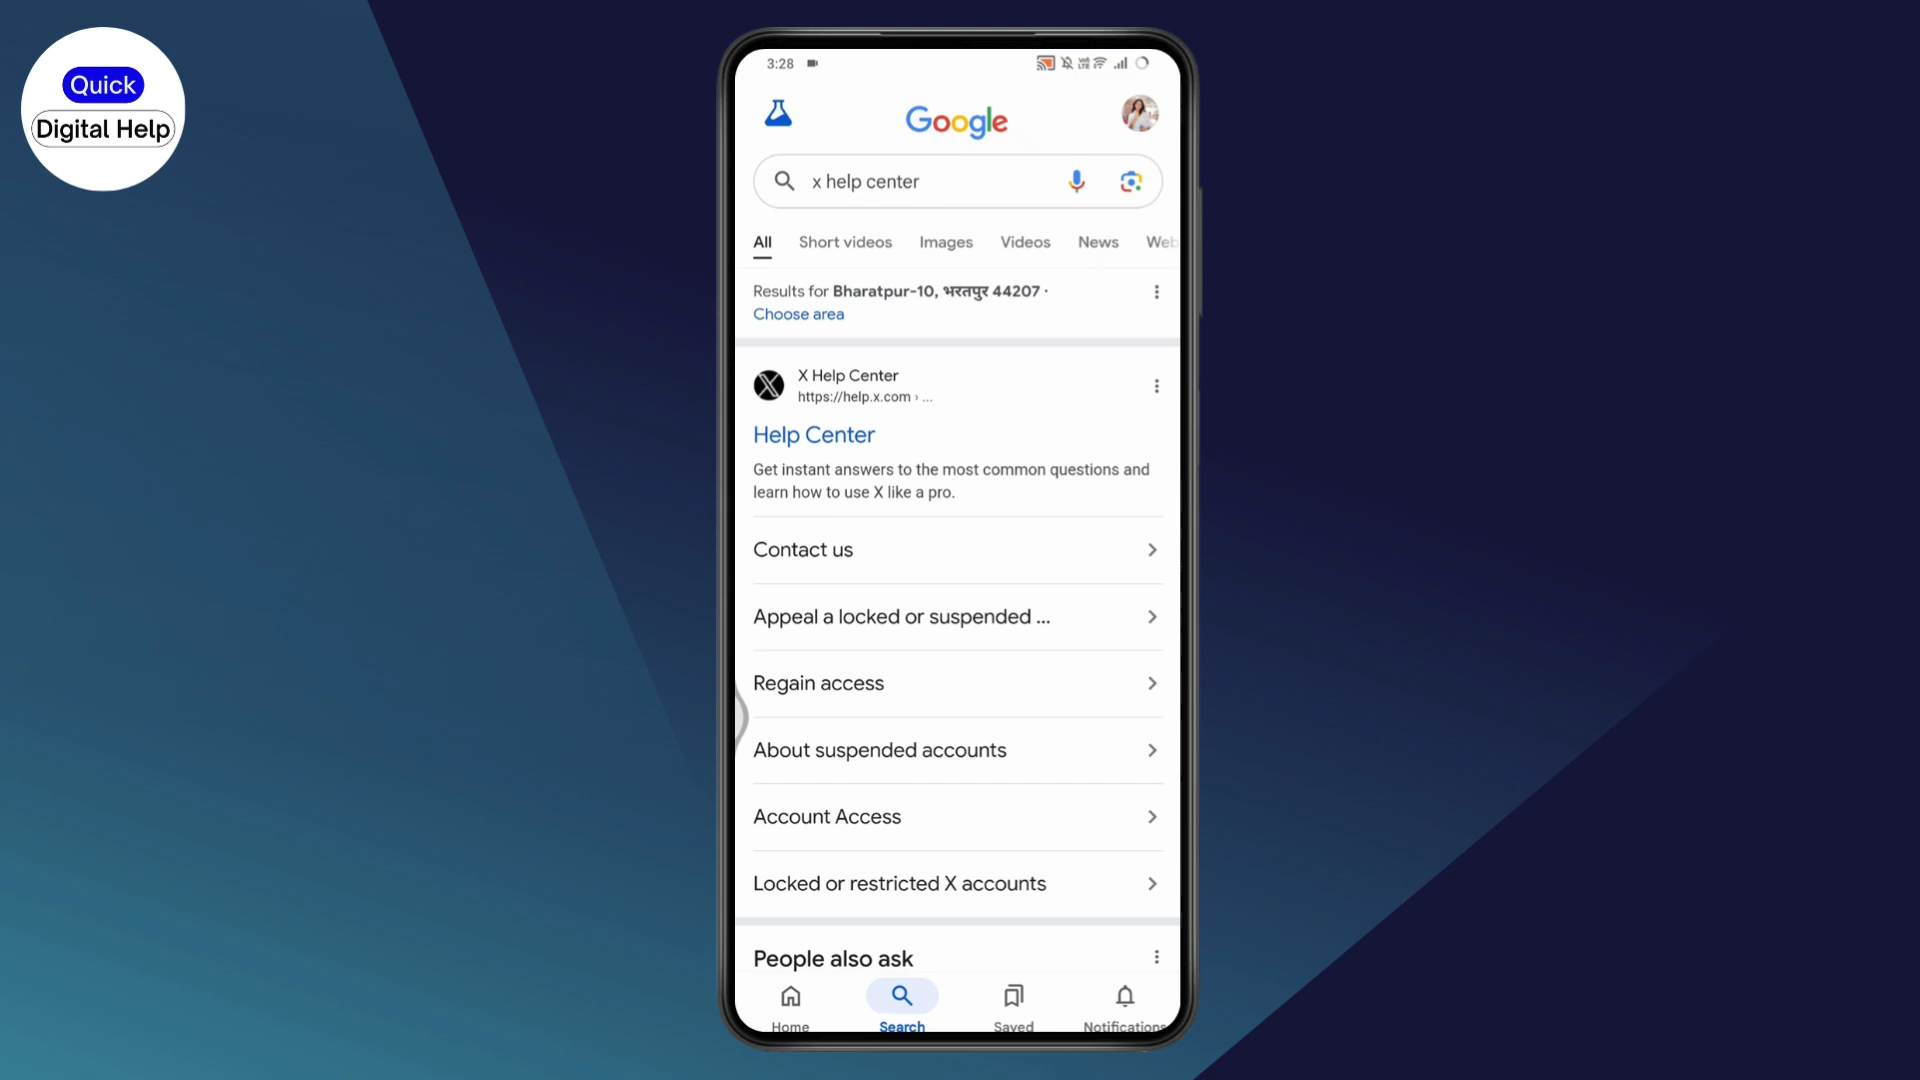 Quick
Digital Help
3:28
Google
x help center
All Short videos Images Videos News Web
Results for Bharatpur-10, भरतपुर 44207 ·
Choose area
X Help Center
https://help.x.com › ...
Help Center
Get instant answers to the most common questions and
learn how to use X like a pro.
Contact us
Appeal a locked or suspended ...
Regain access
About suspended accounts
Account Access
Locked or restricted X accounts
People also ask
Home Search Saved Notifications